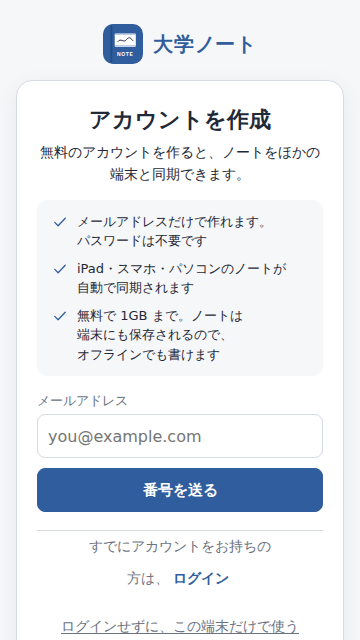 NOTE
大学ノート
アカウントを作成
無料のアカウントを作ると、ノートをほかの
端末と同期できます。
メールアドレスだけで作れます。
パスワードは不要です
iPad・スマホ・パソコンのノートが
自動で同期されます
無料で 1GB まで。ノートは
端末にも保存されるので、
オフラインでも書けます
メールアドレス
you@example.com
番号を送る
すでにアカウントをお持ちの
方は、 ログイン
ログインせずに、この端末だけで使う